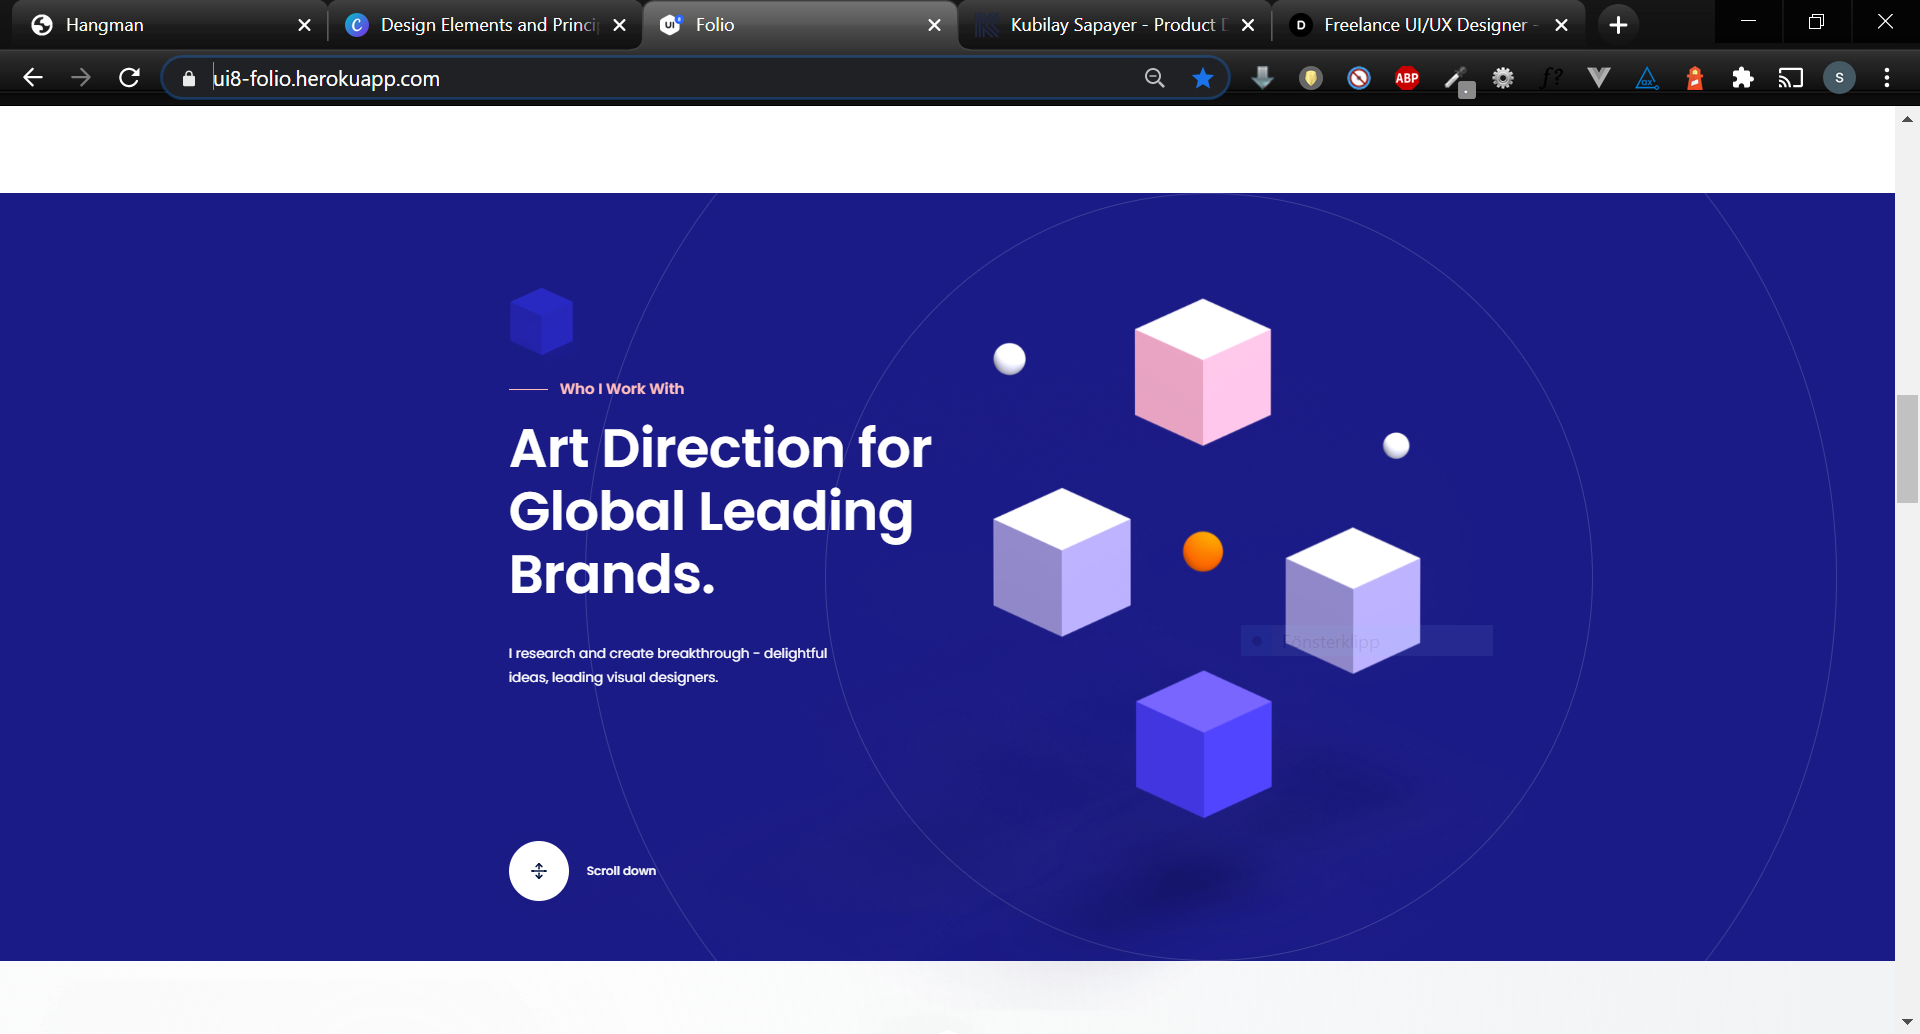 Hangman
Design Elements and Princi
Folio
Kubilay Sapayer - Product D
Freelance UI/UX Designer -
ui8-folio.herokuapp.com
ABP
S
Who I Work With
Art Direction for
Global Leading
Brands.
I research and create breakthrough - delightful
ideas, leading visual designers.
Fönsterklipp
Scroll down